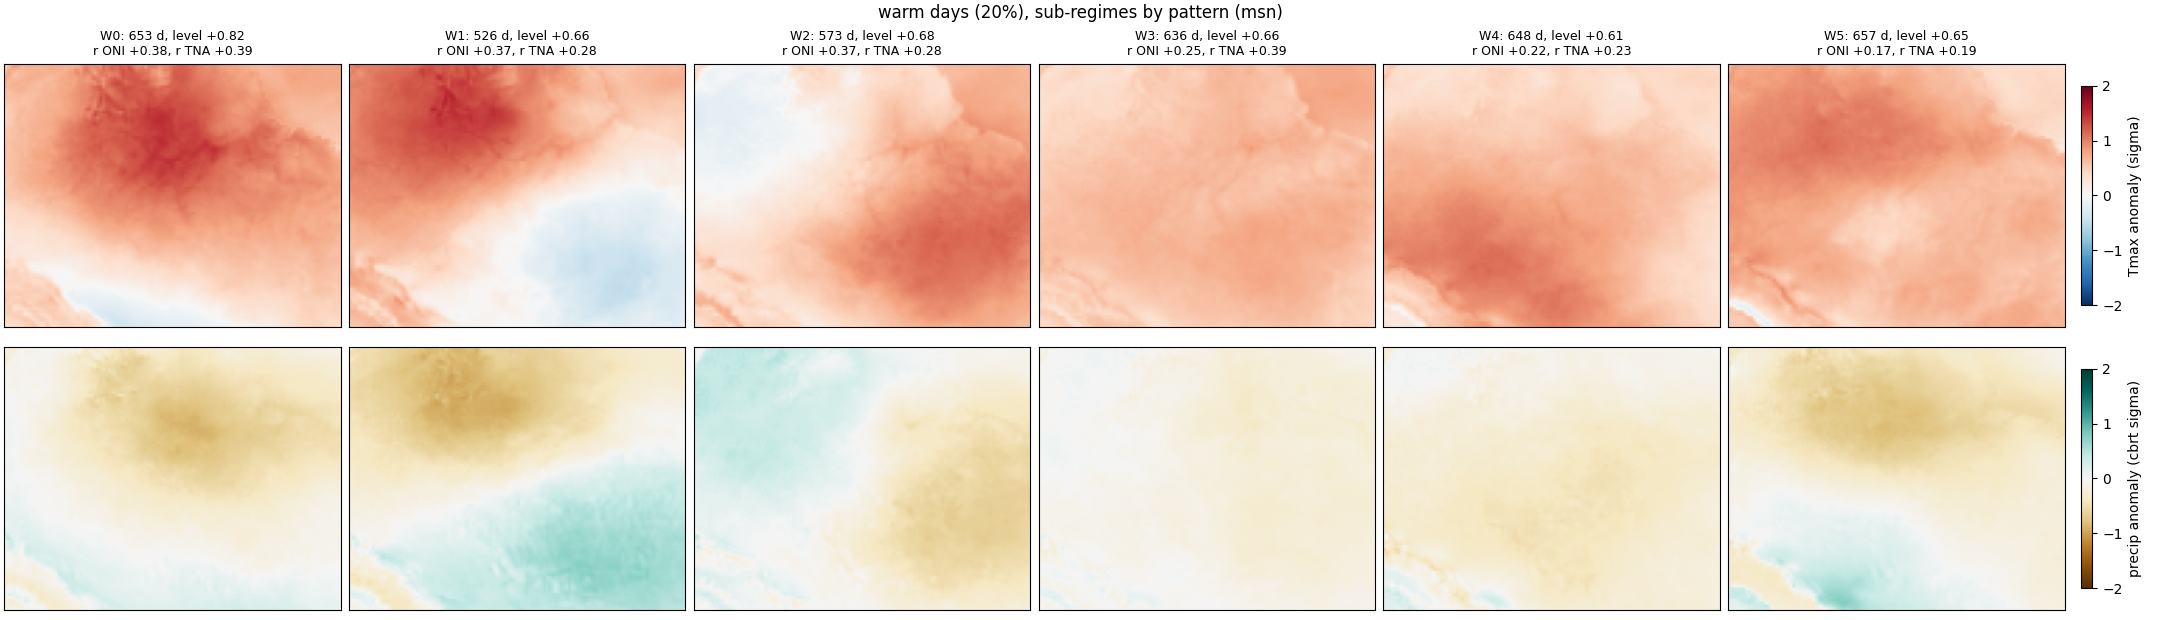 warm days (20%), sub-regimes by pattern (msn)
W0: 653 d, level +0.82
r ONI +0.38, r TNA +0.39
W1: 526 d, level +0.66
r ONI +0.37, r TNA +0.28
W2: 573 d, level +0.68
r ONI +0.37, r TNA +0.28
W3: 636 d, level +0.66
r ONI +0.25, r TNA +0.39
W4: 648 d, level +0.61
r ONI +0.22, r TNA +0.23
W5: 657 d, level +0.65
r ONI +0.17, r TNA +0.19
2
1
0
−1
−2
Tmax anomaly (sigma)
2
1
0
−1
−2
precip anomaly (cbrt sigma)